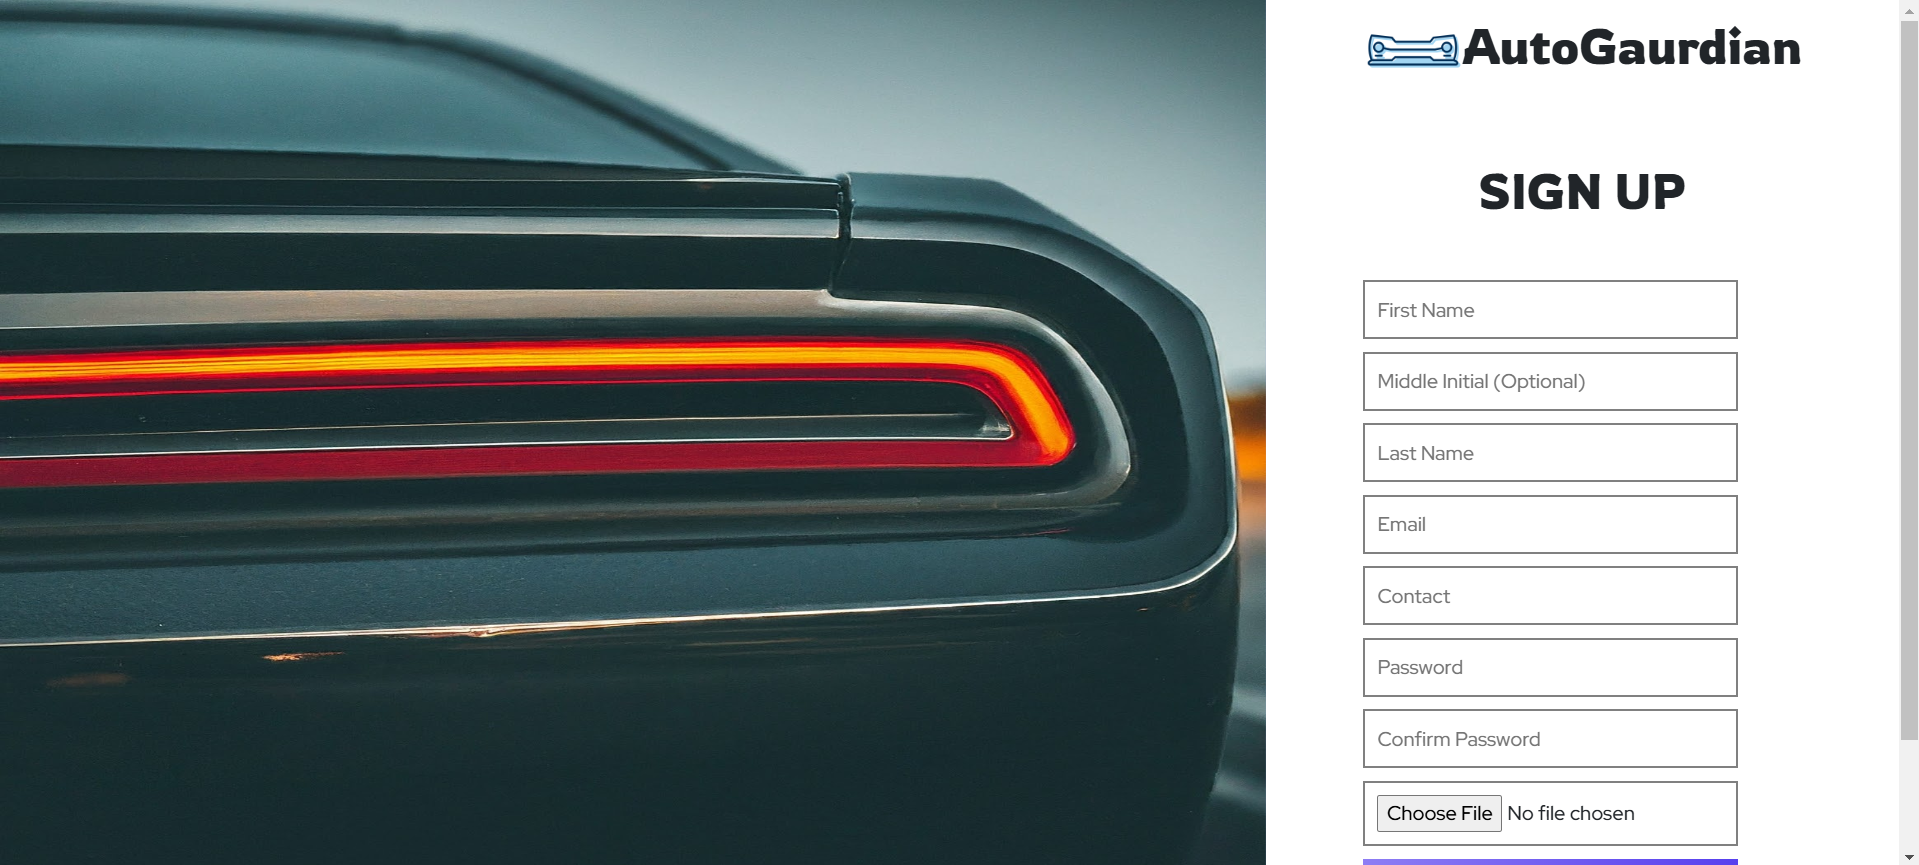 AutoGaurdian
SIGN UP
First Name
Middle Initial (Optional)
Last Name
Email
Contact
Password
Confirm Password
Choose File No file chosen